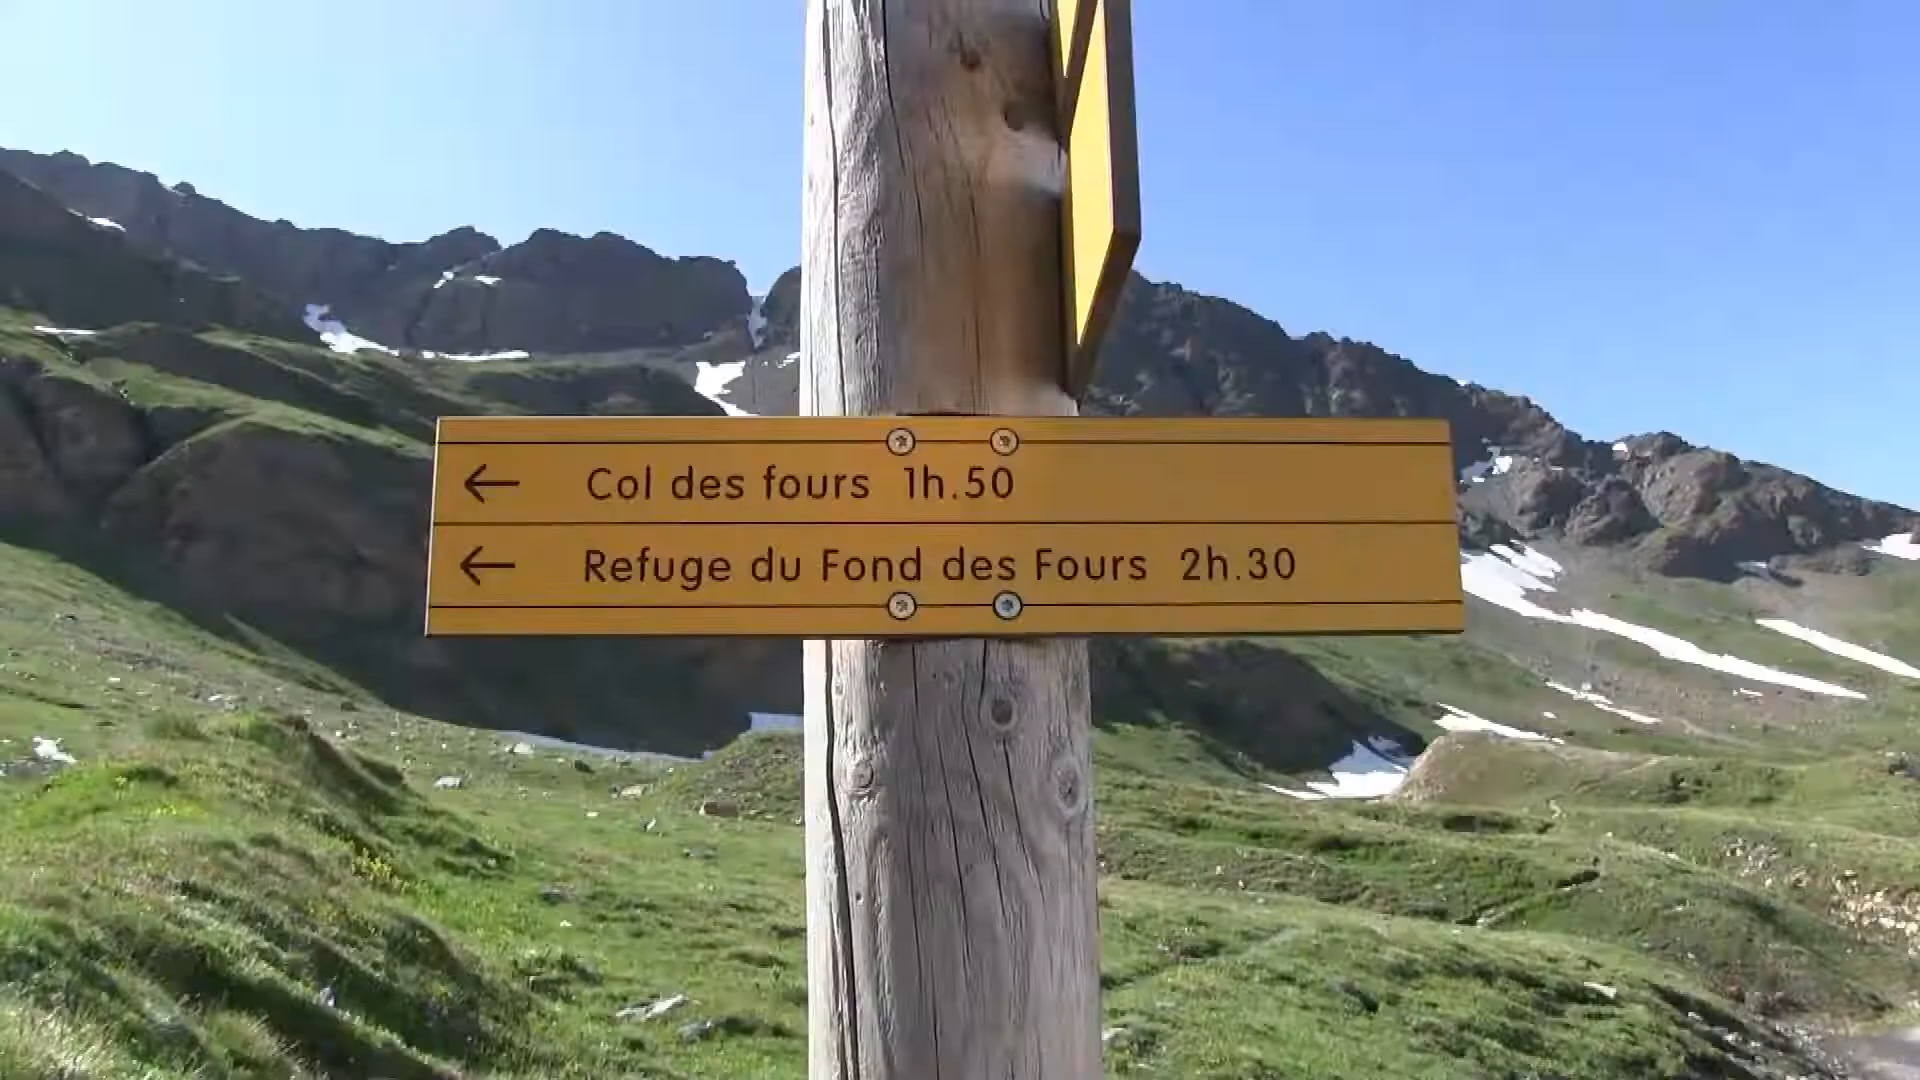 ← Col des fours 1h.50
← Refuge du Fond des Fours 2h.30